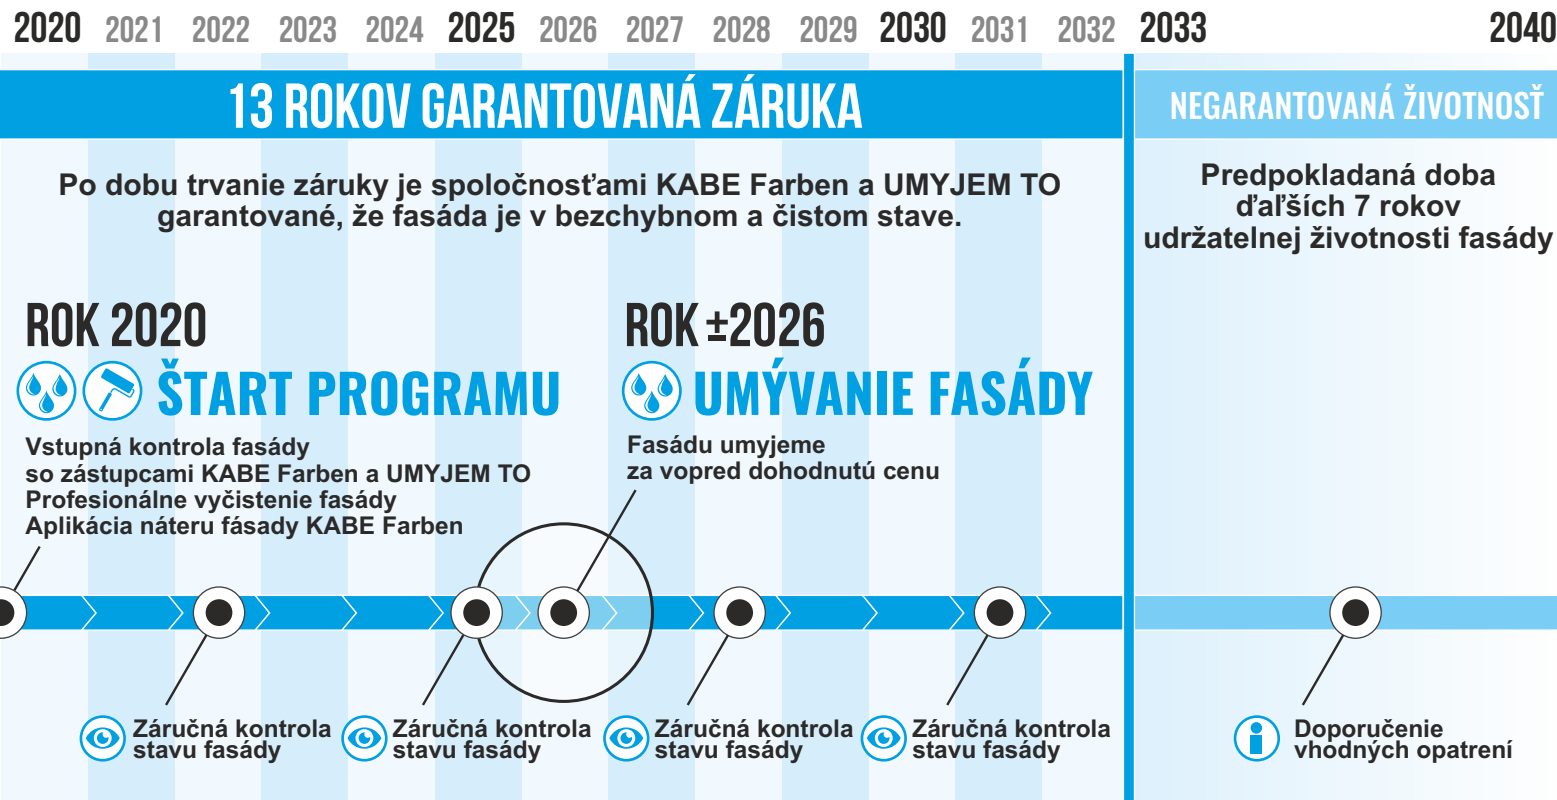 2020 2021 2022 2023 2024 2025 2026 2027 2028 2029 2030 2031 2032 2033 2040
13 ROKOV GARANTOVANÁ ZÁRUKA
NEGARANTOVANÁ ŽIVOTNOSŤ
Po dobu trvanie záruky je spoločnosťami KABE Farben a UMYJEM TO
garantované, že fasáda je v bezchybnom a čistom stave.
Predpokladaná doba
ďaľších 7 rokov
udržatelnej životnosti fasády
ROK 2020
ŠTART PROGRAMU
Vstupná kontrola fasády
so zástupcami KABE Farben a UMYJEM TO
Profesionálne vyčistenie fasády
Aplikácia náteru fásady KABE Farben
ROK ±2026
UMÝVANIE FASÁDY
Fasádu umyjeme
za vopred dohodnutú cenu
Záručná kontrola
stavu fasády
Záručná kontrola
stavu fasády
Záručná kontrola
stavu fasády
Záručná kontrola
stavu fasády
Doporučenie
vhodných opatrení